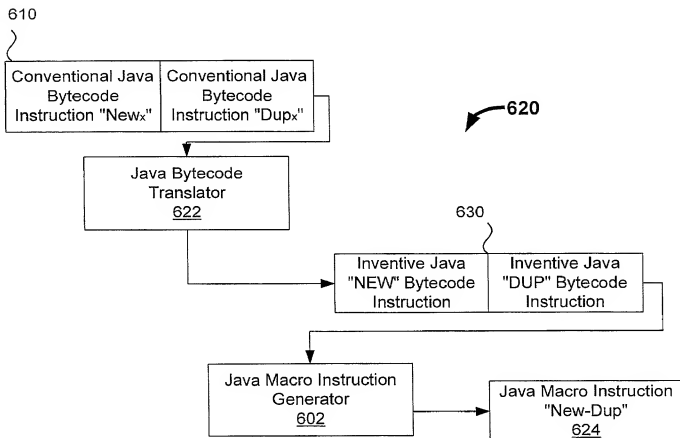 610
Conventional Java
Bytecode
Instruction "Newx"
Conventional Java
Bytecode
Instruction "Dupx"
620
Java Bytecode
Translator
622
630
Inventive Java
"NEW" Bytecode
Instruction
Inventive Java
"DUP" Bytecode
Instruction
Java Macro Instruction
Generator
602
Java Macro Instruction
"New-Dup"
624